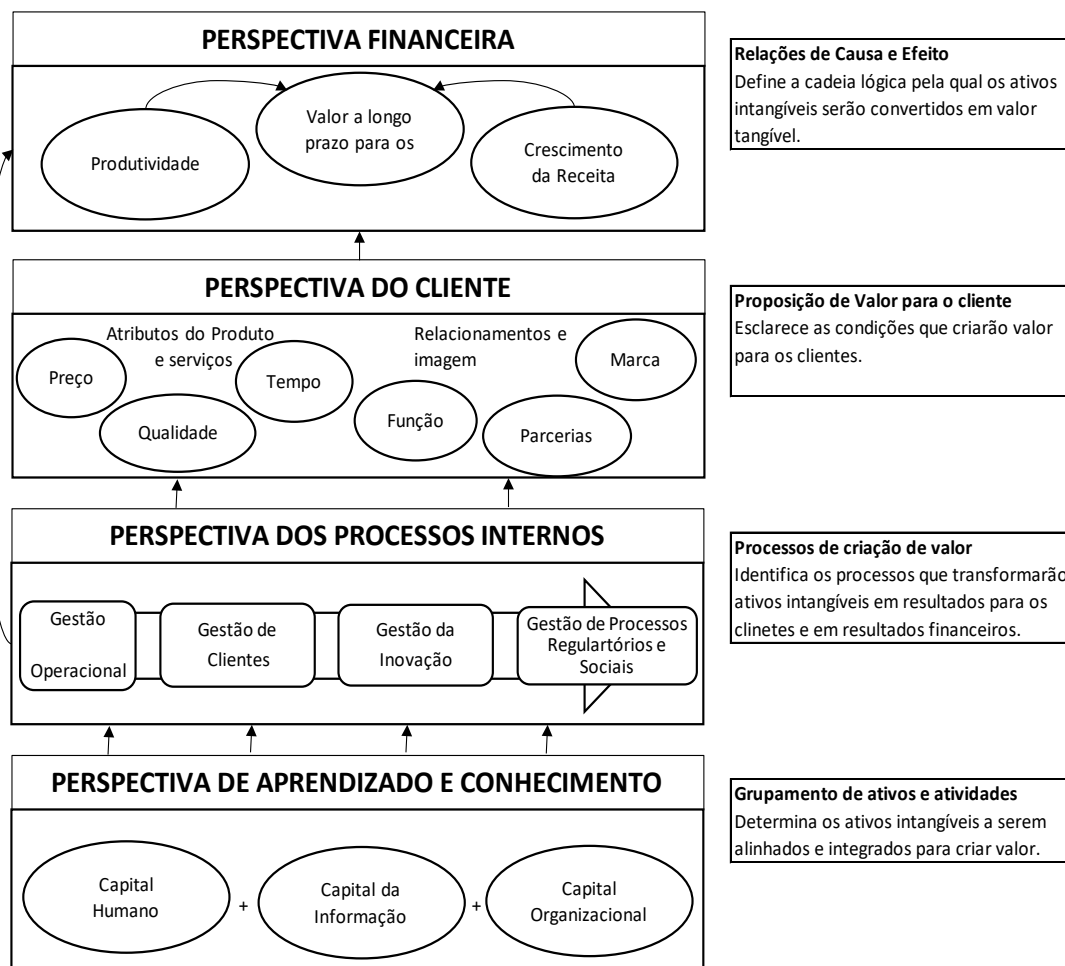 PERSPECTIVA FINANCEIRA
Produtividade
Valor a longo
prazo para os
Crescimento
da Receita
Relações de Causa e Efeito
Define a cadeia lógica pela qual os ativos
intangíveis serão convertidos em valor
tangível.
PERSPECTIVA DO CLIENTE
Atributos do Produto
e serviços
Relacionamentos e
imagem
Preço
Qualidade
Tempo
Função
Parcerias
Marca
Proposição de Valor para o cliente
Esclarece as condições que criarão valor
para os clientes.
PERSPECTIVA DOS PROCESSOS INTERNOS
Gestão
Operacional
Gestão de
Clientes
Gestão da
Inovação
Gestão de Processos
Regulartórios e
Sociais
Processos de criação de valor
Identifica os processos que transformarão
ativos intangíveis em resultados para os
clinetes e em resultados financeiros.
PERSPECTIVA DE APRENDIZADO E CONHECIMENTO
Capital
Humano
+
Capital da
Informação
+
Capital
Organizacional
Grupamento de ativos e atividades
Determina os ativos intangíveis a serem
alinhados e integrados para criar valor.